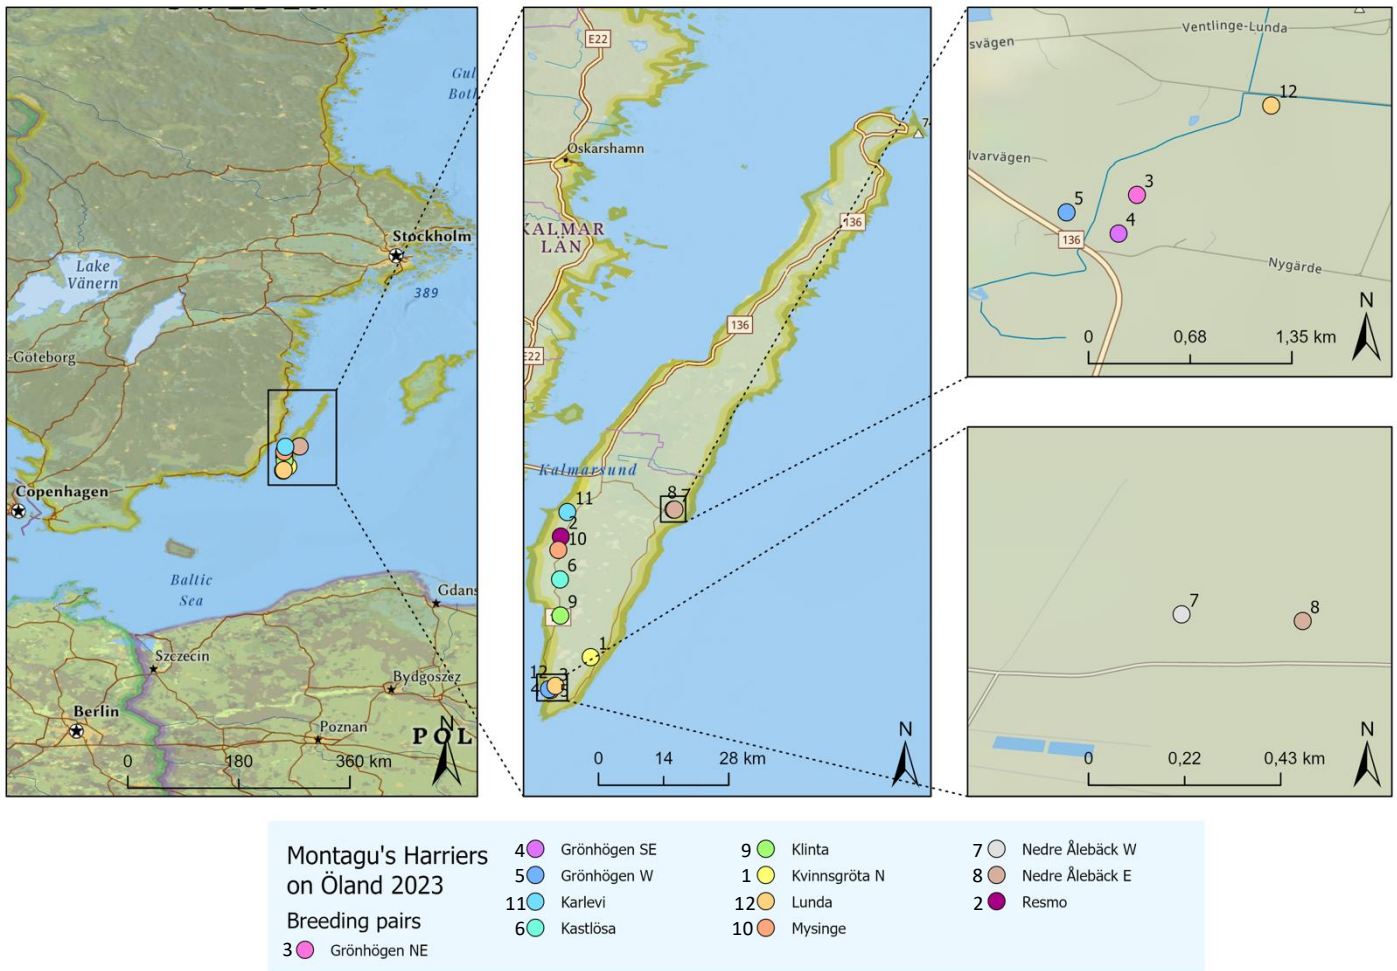 Gul
Both
Stockholm
Lake
Vänern
389
-Göteborg
Copenhagen
Baltic
Sea
Gdans
Szczecin
Bydgoszcz
Berlin
Poznan
POL
N
0 180 360 km
E22
Oskarshamn
KALMAR
LÄN
136
136
E22
Kalmarsund
8 7
11
2
10
6
9
1
12 3
4 5
N
0 14 28 km
svägen
Ventlinge-Lunda
12
lvarvägen
3
5
4
136
Nygärde
N
0 0,68 1,35 km
7
8
N
0 0,22 0,43 km
Montagu's Harriers
on Öland 2023
Breeding pairs
3 Grönhögen NE
4 Grönhögen SE
5 Grönhögen W
11 Karlevi
6 Kastlösa
9 Klinta
1 Kvinnsgröta N
12 Lunda
10 Mysinge
7 Nedre Ålebäck W
8 Nedre Ålebäck E
2 Resmo